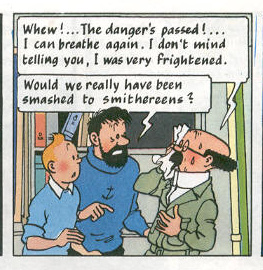 Whew!...The danger's passed!...
I can breathe again. I don't mind
telling you, I was very frightened.
Would we really have been
smashed to smithereens?